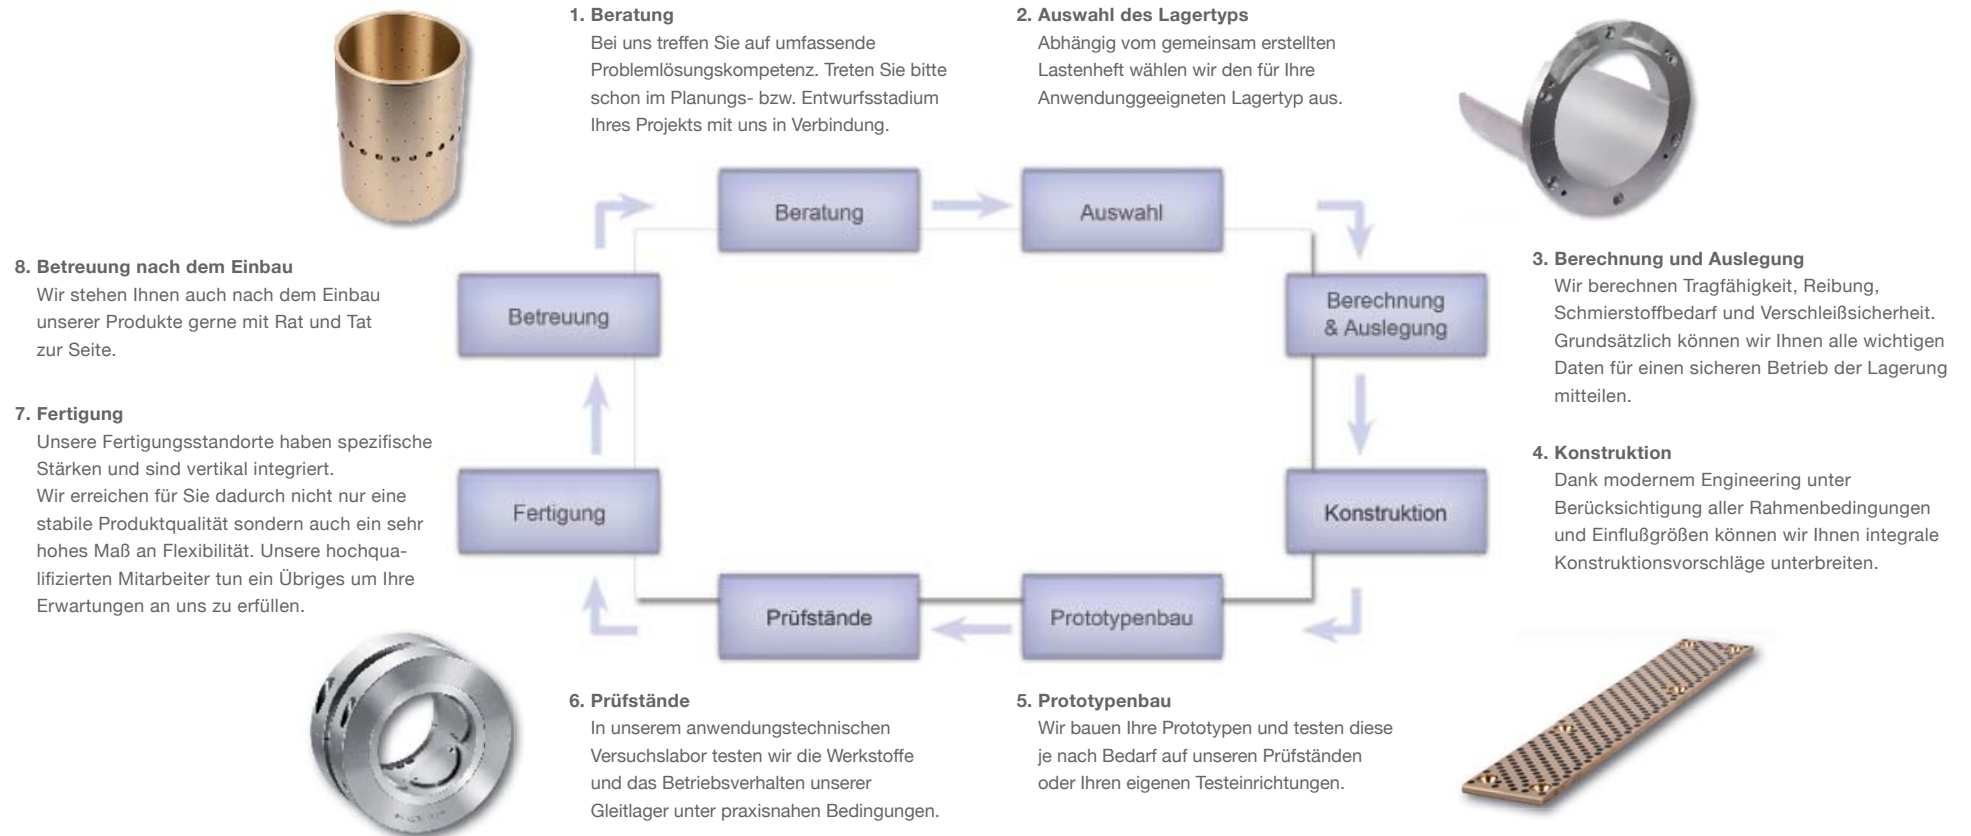 1. Beratung
Bei uns treffen Sie auf umfassende
Problemlösungskompetenz. Treten Sie bitte
schon im Planungs- bzw. Entwurfsstadium
Ihres Projekts mit uns in Verbindung.
2. Auswahl des Lagertyps
Abhängig vom gemeinsam erstellten
Lastenheft wählen wir den für Ihre
Anwendunggeeigneten Lagertyp aus.
Beratung
Auswahl
Berechnung
& Auslegung
Konstruktion
Prototypenbau
Prüfstände
Fertigung
Betreuung
3. Berechnung und Auslegung
Wir berechnen Tragfähigkeit, Reibung,
Schmierstoffbedarf und Verschleißsicherheit.
Grundsätzlich können wir Ihnen alle wichtigen
Daten für einen sicheren Betrieb der Lagerung
mitteilen.
4. Konstruktion
Dank modernem Engineering unter
Berücksichtigung aller Rahmenbedingungen
und Einflußgrößen können wir Ihnen integrale
Konstruktionsvorschläge unterbreiten.
5. Prototypenbau
Wir bauen Ihre Prototypen und testen diese
je nach Bedarf auf unseren Prüfständen
oder Ihren eigenen Testeinrichtungen.
6. Prüfstände
In unserem anwendungstechnischen
Versuchslabor testen wir die Werkstoffe
und das Betriebsverhalten unserer
Gleitlager unter praxisnahen Bedingungen.
7. Fertigung
Unsere Fertigungsstandorte haben spezifische
Stärken und sind vertikal integriert.
Wir erreichen für Sie dadurch nicht nur eine
stabile Produktqualität sondern auch ein sehr
hohes Maß an Flexibilität. Unsere hochqua-
lifizierten Mitarbeiter tun ein Übriges um Ihre
Erwartungen an uns zu erfüllen.
8. Betreuung nach dem Einbau
Wir stehen Ihnen auch nach dem Einbau
unserer Produkte gerne mit Rat und Tat
zur Seite.